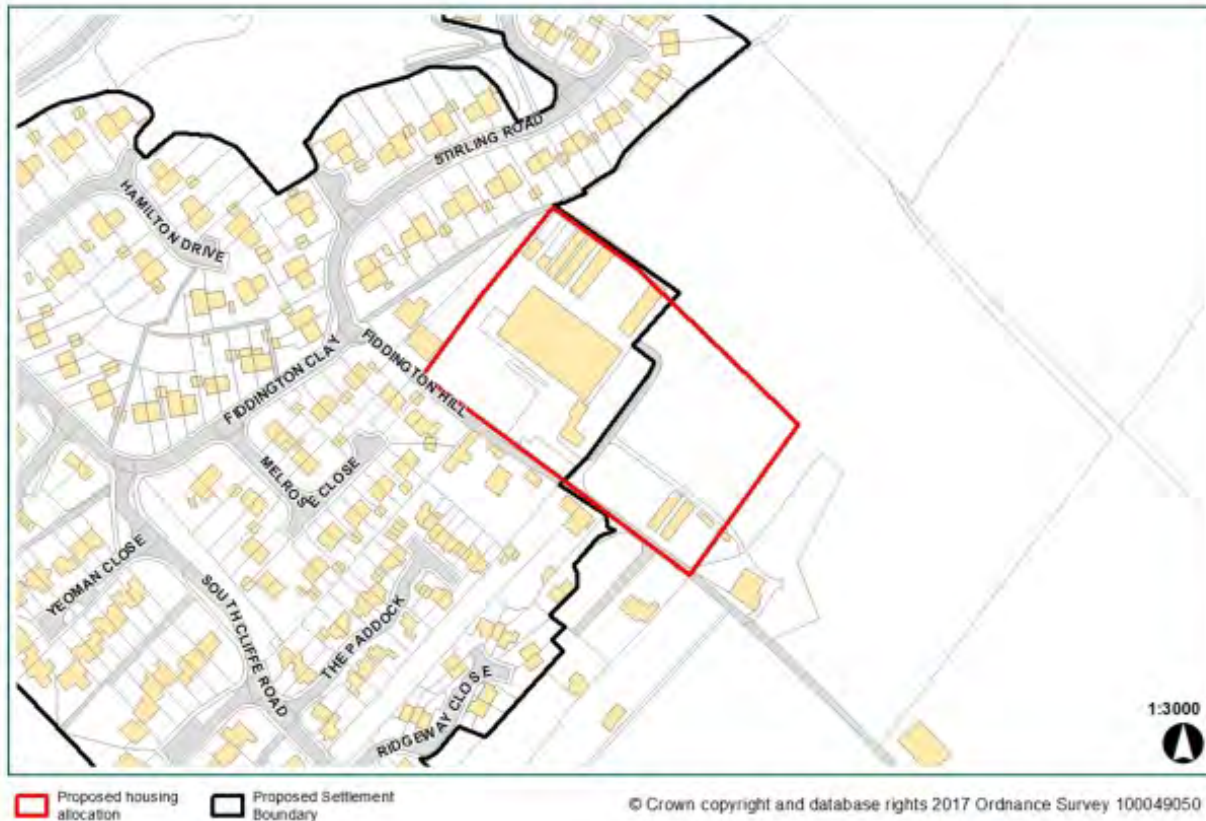 STIRLING ROAD
HAMILTON DRIVE
FIDDINGTON CLAY
FIDDINGTON HILL
MELROSE CLOSE
YEOMAN CLOSE
SOUTHCLIFFE ROAD
THE PADDOCK
RIDGEWAY CLOSE
1:3000
Proposed housing
allocation
Proposed Settlement
Boundary
© Crown copyright and database rights 2017 Ordnance Survey 100049050